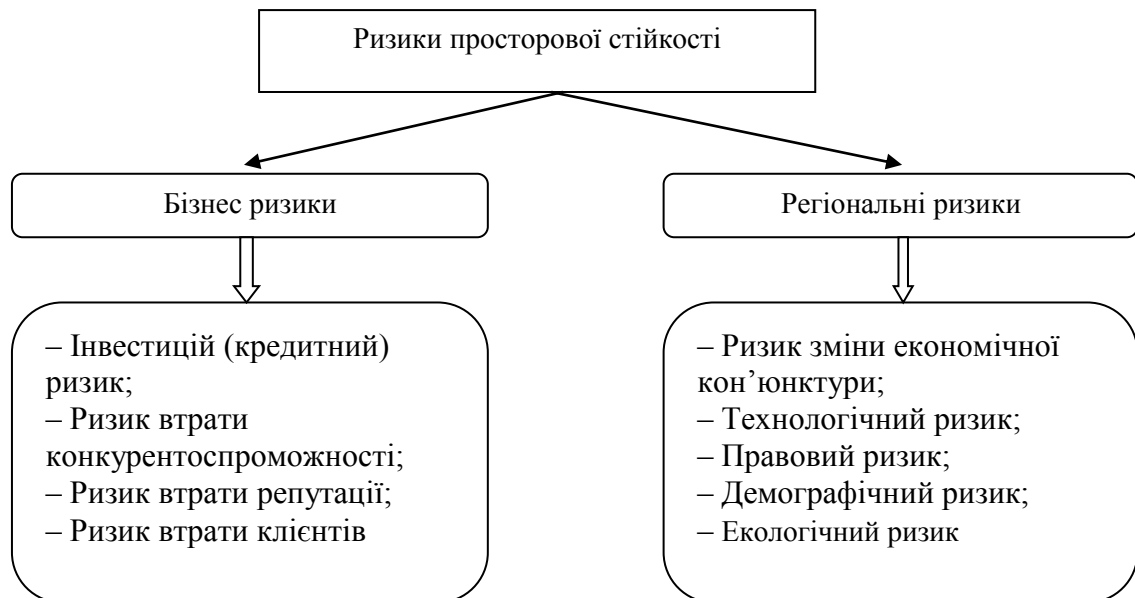 Ризики просторової стійкості
Бізнес ризики
Регіональні ризики
– Інвестицій (кредитний)
ризик;
– Ризик втрати
конкурентоспроможності;
– Ризик втрати репутації;
– Ризик втрати клієнтів
– Ризик зміни економічної
кон’юнктури;
– Технологічний ризик;
– Правовий ризик;
– Демографічний ризик;
– Екологічний ризик